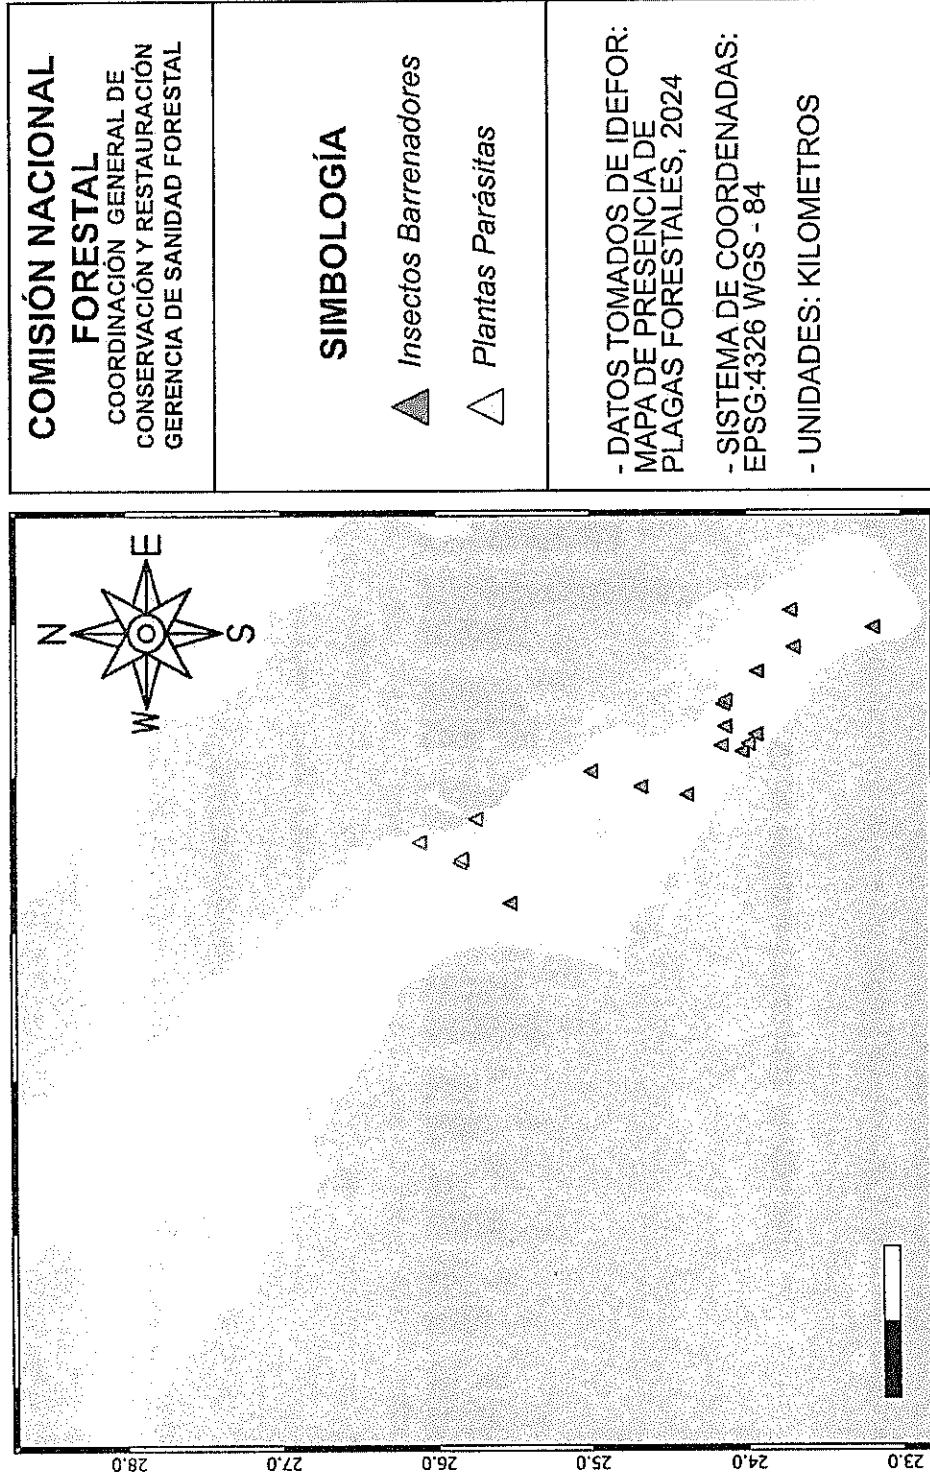 COMISIÓN NACIONAL
FORESTAL
COORDINACIÓN GENERAL DE
CONSERVACIÓN Y RESTAURACIÓN
GERENCIA DE SANIDAD FORESTAL
SIMBOLOGÍA
Insectos Barrenadores
Plantas Parásitas
- DATOS TOMADOS DE IDEFOR:
MAPA DE PRESENCIA DE
PLAGAS FORESTALES, 2024
- SISTEMA DE COORDENADAS:
EPSG:4326 WGS - 84
- UNIDADES: KILOMETROS
N
W
E
S
28.0
27.0
26.0
25.0
24.0
23.0